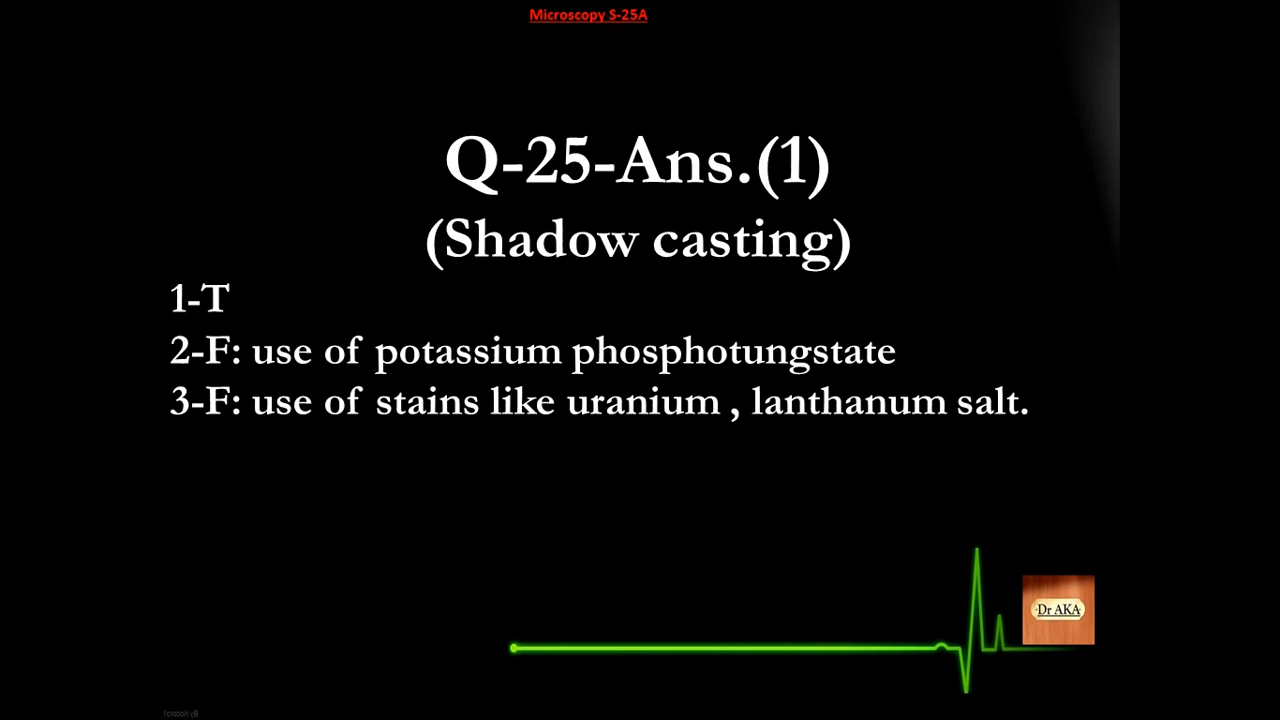 Microscopy S-25A
Q-25-Ans.(1)
(Shadow casting)
1-T
2-F: use of potassium phosphotungstate
3-F: use of stains like uranium , lanthanum salt.
Dr AKA